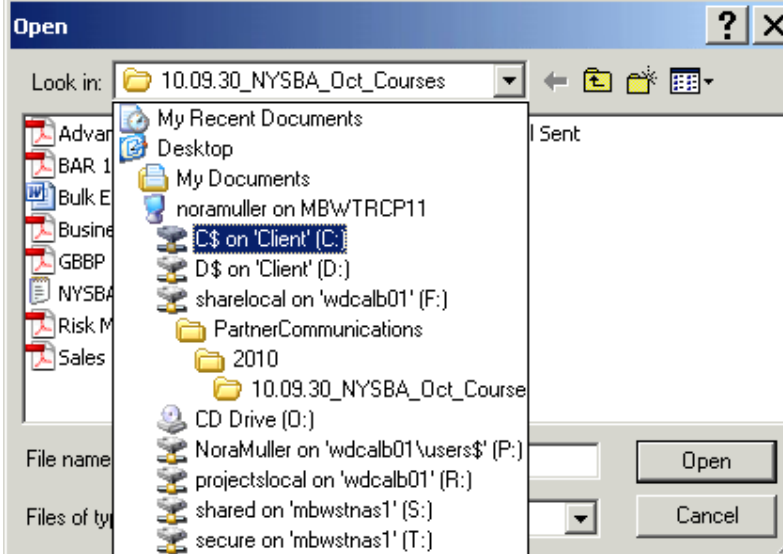 Open
Look in: 10.09.30_NYSBA_Oct_Courses
My Recent Documents
Desktop
My Documents
noramuller on MBWTRCP11
C$ on 'Client' (C:)
D$ on 'Client' (D:)
sharelocal on 'wdcalb01' (F:)
PartnerCommunications
2010
10.09.30_NYSBA_Oct_Course
CD Drive (O:)
NoraMuller on 'wdcalb01\users$' (P:)
projectslocal on 'wdcalb01' (R:)
shared on 'mbwstnas1' (S:)
secure on 'mbwstnas1' (T:)
Advar
BAR 1
Bulk E
Busine
GBBP
NYSBA
Risk M
Sales
l Sent
File name
Open
Files of ty
Cancel